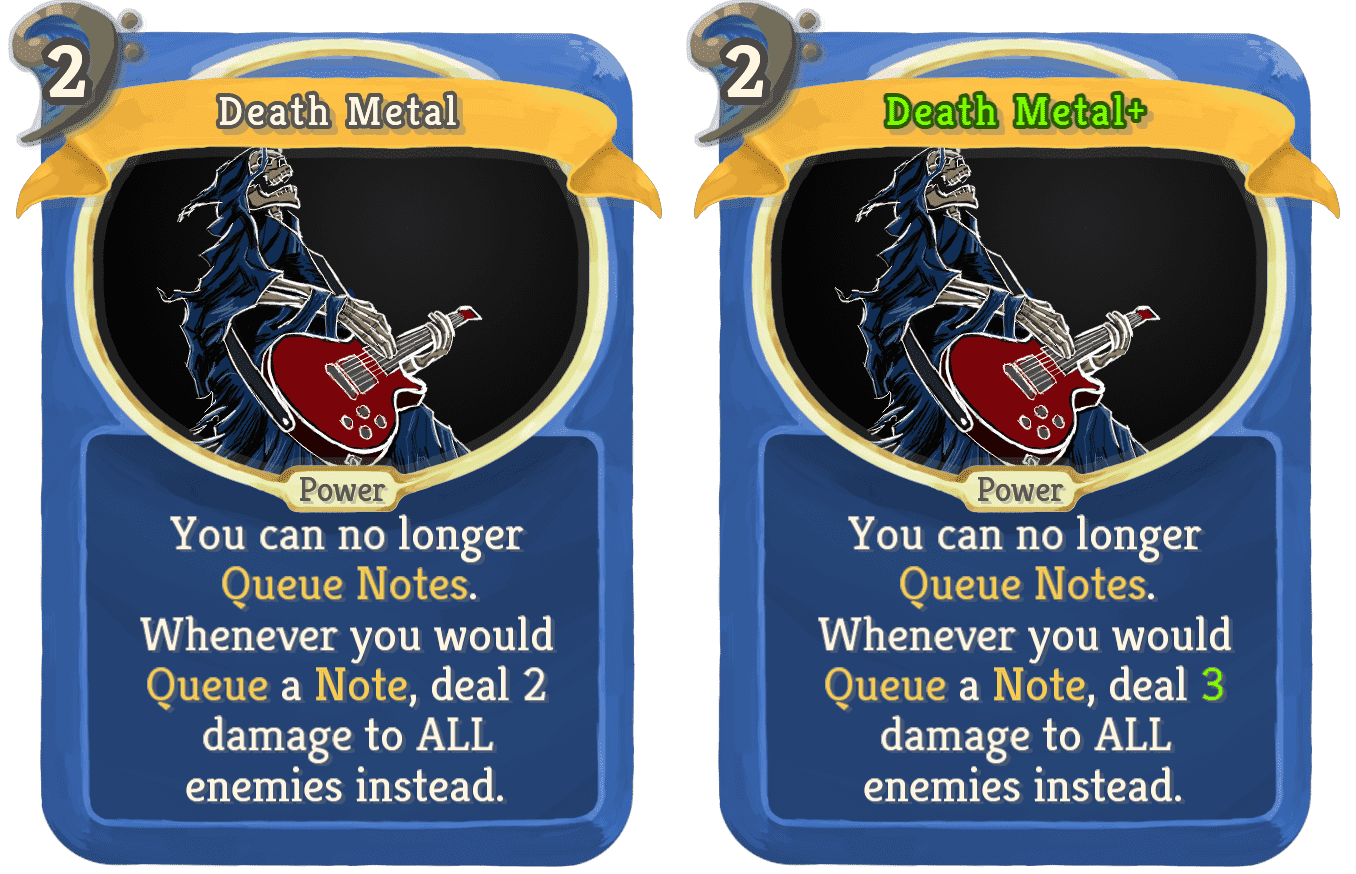 2
Death Metal
Power
You can no longer
Queue Notes.
Whenever you would
Queue a Note, deal 2
damage to ALL
enemies instead.
2
Death Metal+
Power
You can no longer
Queue Notes.
Whenever you would
Queue a Note, deal 3
damage to ALL
enemies instead.